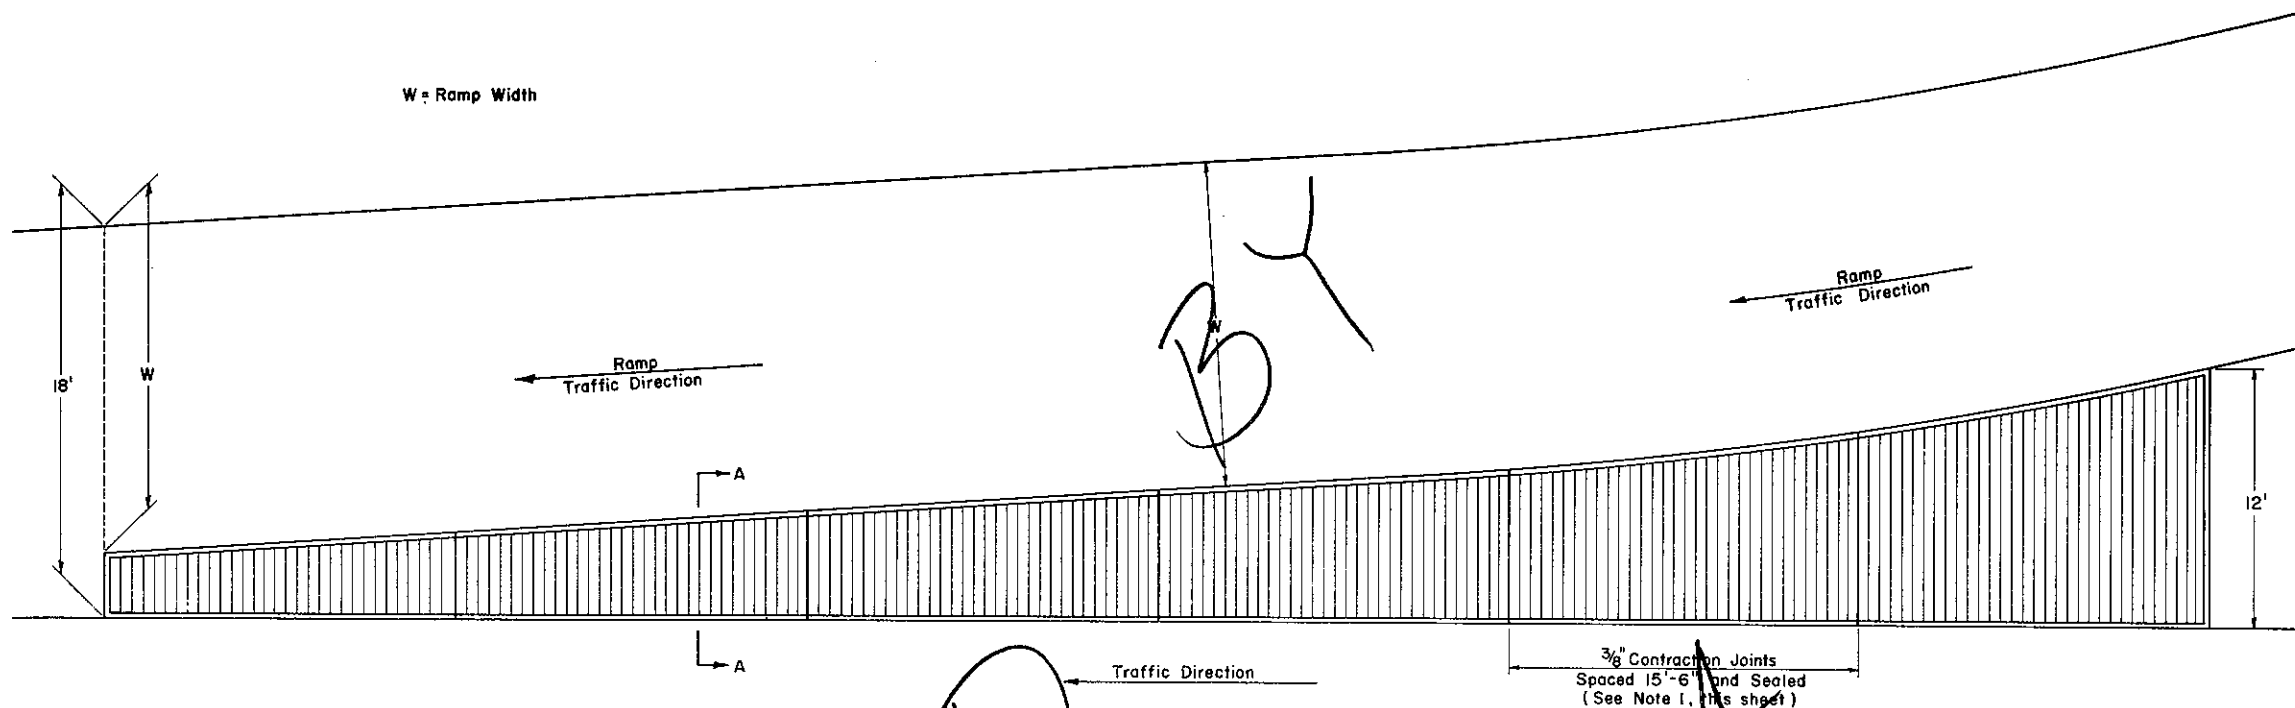 W = Ramp Width
18'
W
Ramp
Traffic Direction
W
Ramp
Traffic Direction
A
A
12'
Traffic Direction
3/8" Contraction Joints
Spaced 15'-6" and Sealed
(See Note 1, this sheet)